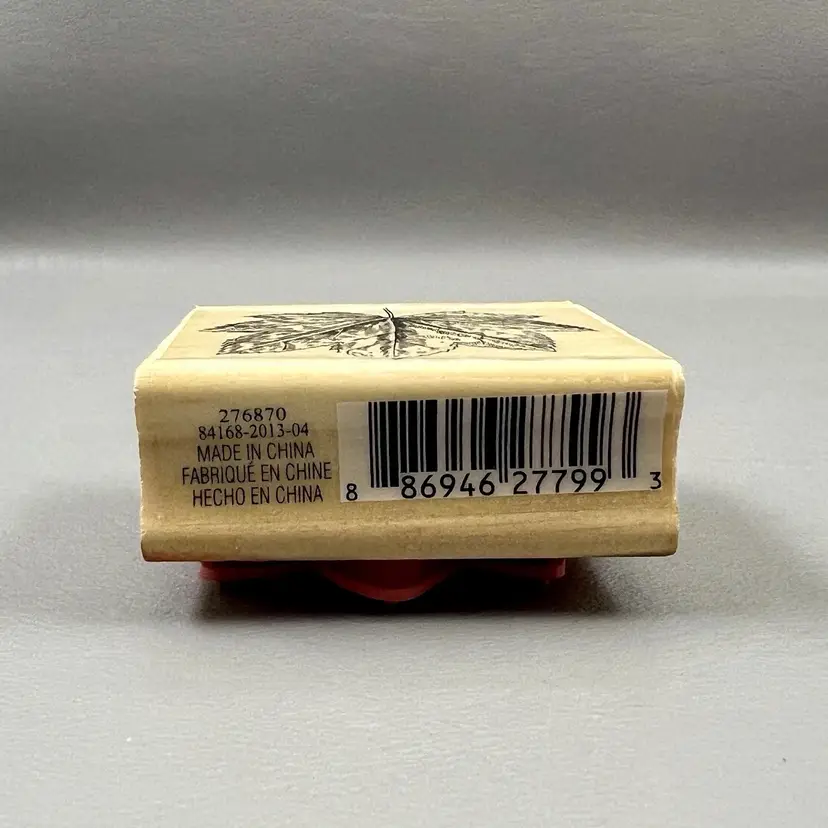 276870
84168-2013-04
MADE IN CHINA
FABRIQUÉ EN CHINE
HECHO EN CHINA
8 86946 27799 3